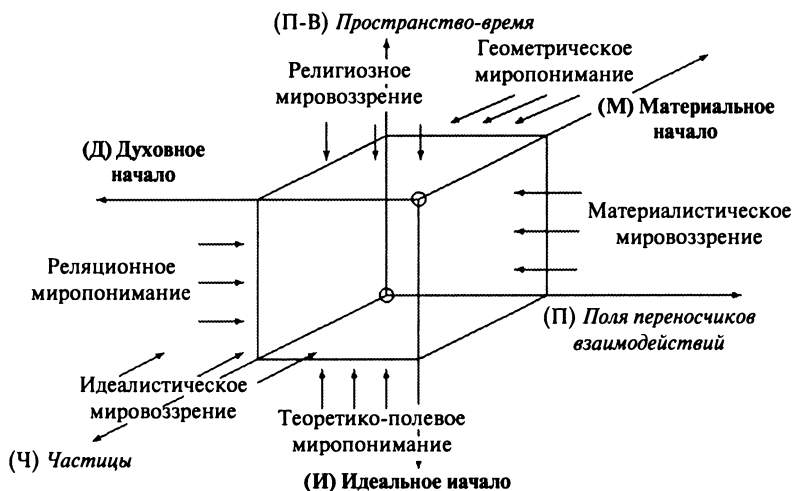 (П-В) Пространство-время
Геометрическое
миропонимание
Религиозное
мировоззрение
(М) Материальное
начало
(Д) Духовное
начало
Материалистическое
мировоззрение
Реляционное
миропонимание
(П) Поля переносчиков
взаимодействий
Идеалистическое
мировоззрение
Теоретико-полевое
миропонимание
(Ч) Частицы
(И) Идеальное иачало